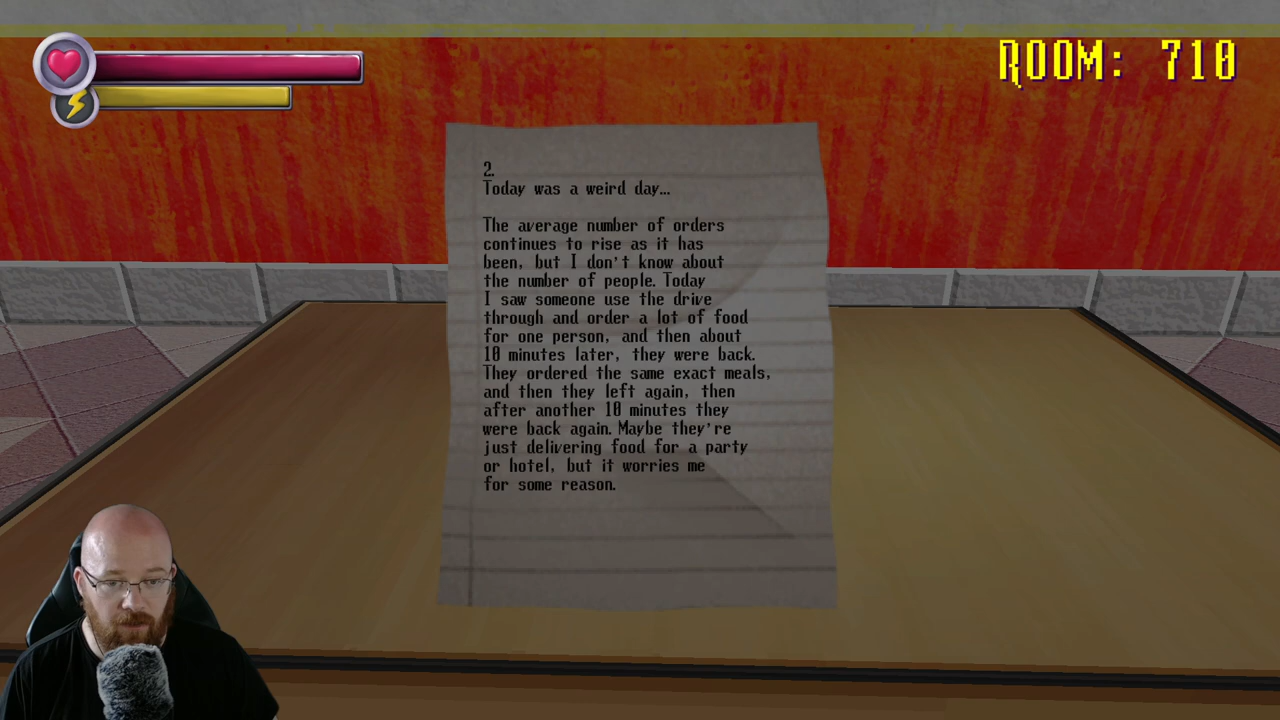 ROOM: 710
2.
Today was a weird day...
The average number of orders
continues to rise as it has
been, but I don't know about
the number of people. Today
I saw someone use the drive
through and order a lot of food
for one person, and then about
10 minutes later, they were back.
They ordered the same exact meals,
and then they left again, then
after another 10 minutes they
were back again. Maybe they're
just delivering food for a party
or hotel, but it worries me
for some reason.